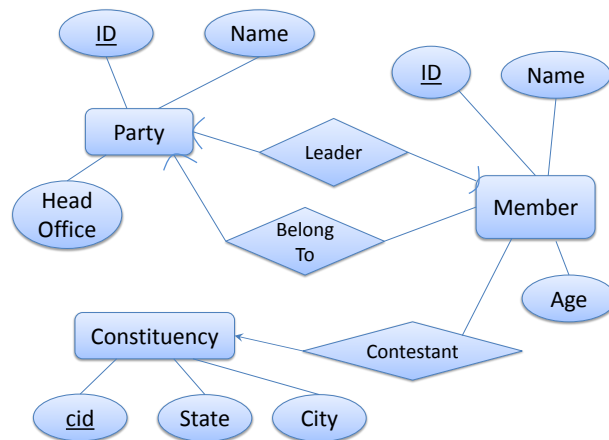 ID
Name
Party
Head
Office
Leader
Belong
To
ID
Name
Member
Age
Constituency
Contestant
cid
State
City